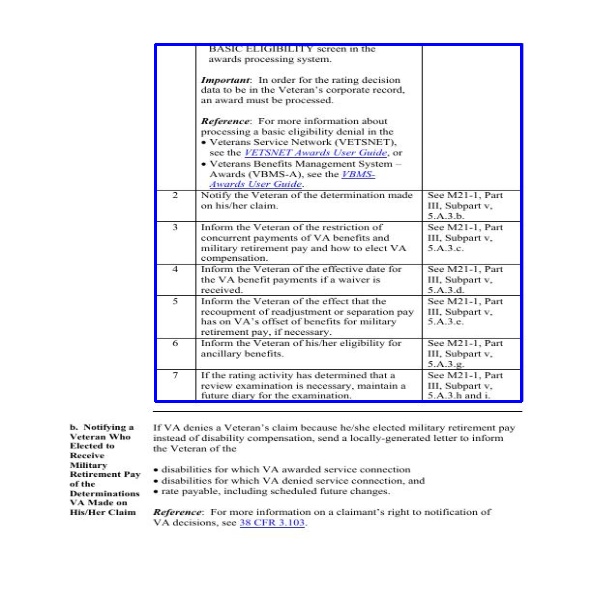 BASIC ELIGIBILITY screen in the
awards processing system.
Important: In order for the rating decision
data to be in the Veteran's corporate record,
an award must be processed.
Reference: For more information about
processing a basic eligibility denial in the
• Veterans Service Network (VETSNET),
see the VETSNET Awards User Guide, or
• Veterans Benefits Management System –
Awards (VBMS-A), see the VBMS-
Awards User Guide.
2 Notify the Veteran of the determination made See M21-1, Part
on his/her claim. III, Subpart v,
5.A.3.b.
3 Inform the Veteran of the restriction of See M21-1, Part
concurrent payments of VA benefits and III, Subpart v,
military retirement pay and how to elect VA 5.A.3.c.
compensation.
4 Inform the Veteran of the effective date for See M21-1, Part
the VA benefit payments if a waiver is III, Subpart v,
received. 5.A.3.d.
5 Inform the Veteran of the effect that the See M21-1, Part
recoupment of readjustment or separation pay III, Subpart v,
has on VA's offset of benefits for military 5.A.3.e.
retirement pay, if necessary.
6 Inform the Veteran of his/her eligibility for See M21-1, Part
ancillary benefits. III, Subpart v,
5.A.3.g.
7 If the rating activity has determined that a See M21-1, Part
review examination is necessary, maintain a III, Subpart v,
future diary for the examination. 5.A.3.h and i.
b. Notifying a
Veteran Who
Elected to
Receive
Military
Retirement Pay
of the
Determinations
VA Made on
His/Her Claim
If VA denies a Veteran's claim because he/she elected military retirement pay
instead of disability compensation, send a locally-generated letter to inform
the Veteran of the
• disabilities for which VA awarded service connection
• disabilities for which VA denied service connection, and
• rate payable, including scheduled future changes.
Reference: For more information on a claimant's right to notification of
VA decisions, see 38 CFR 3.103.